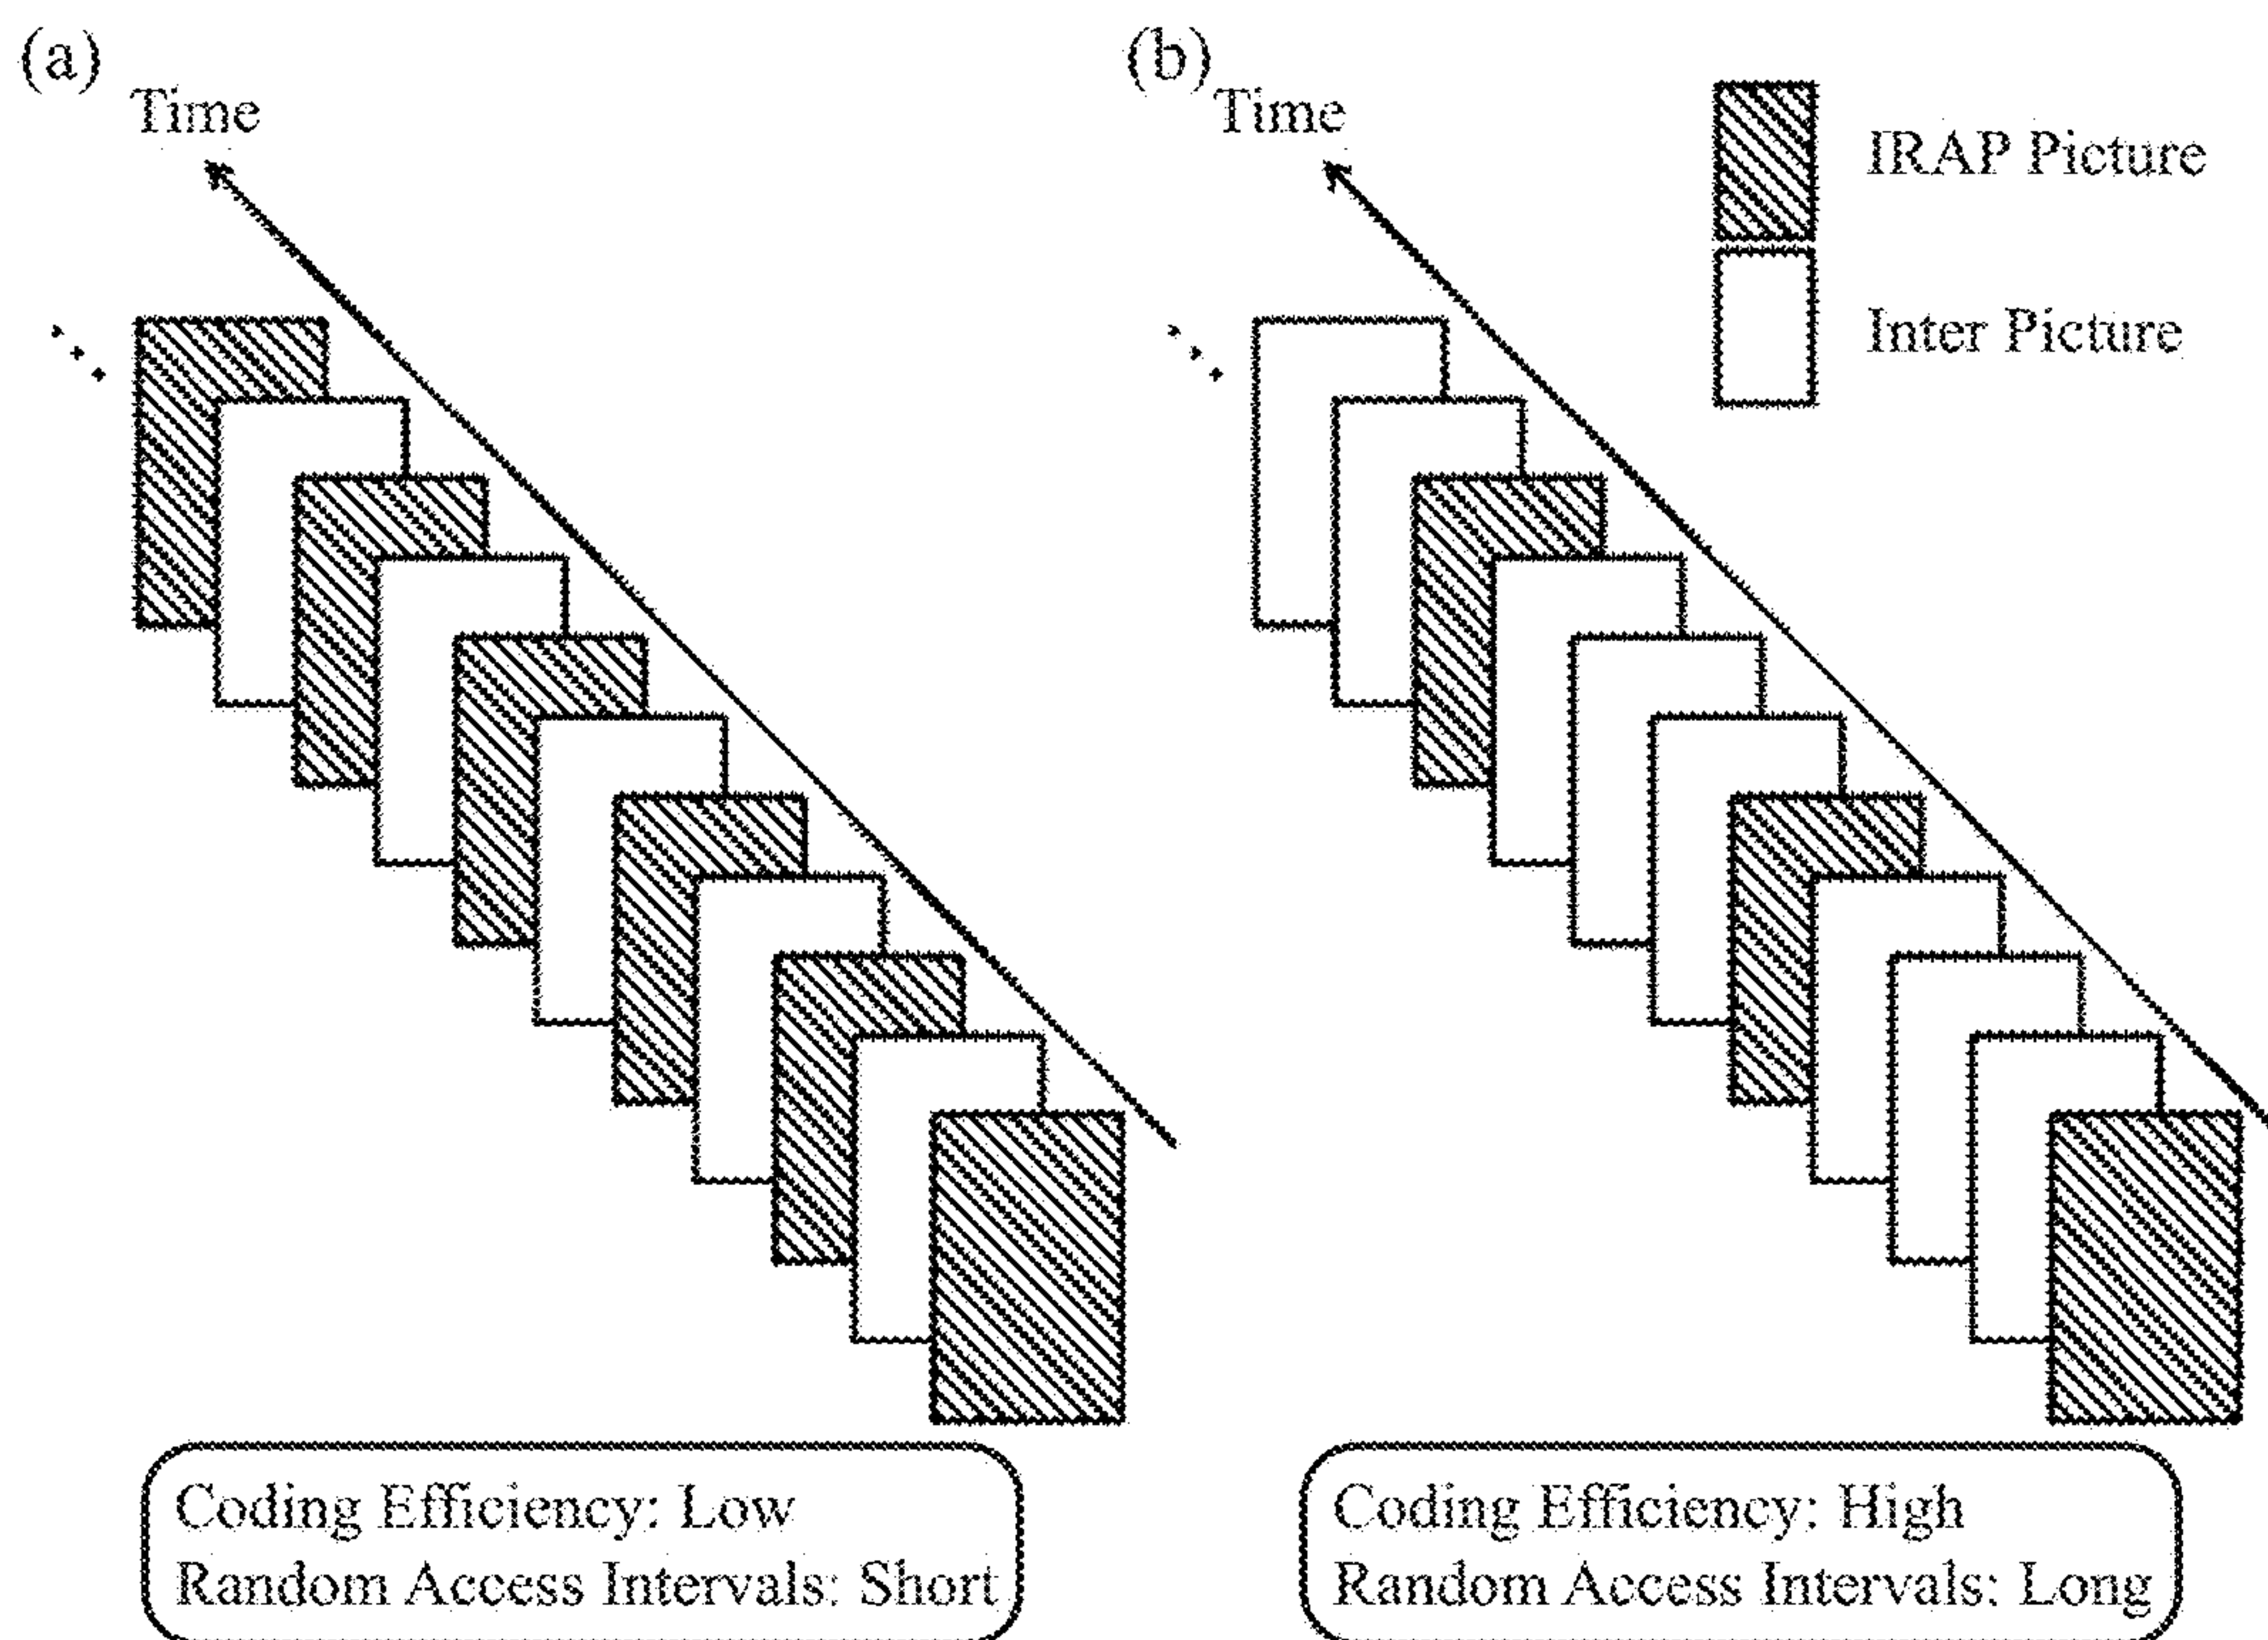 (a)
Time
(b)
Time
IRAP Picture
Inter Picture
Coding Efficiency: Low
Random Access Intervals: Short
Coding Efficiency: High
Random Access Intervals: Long